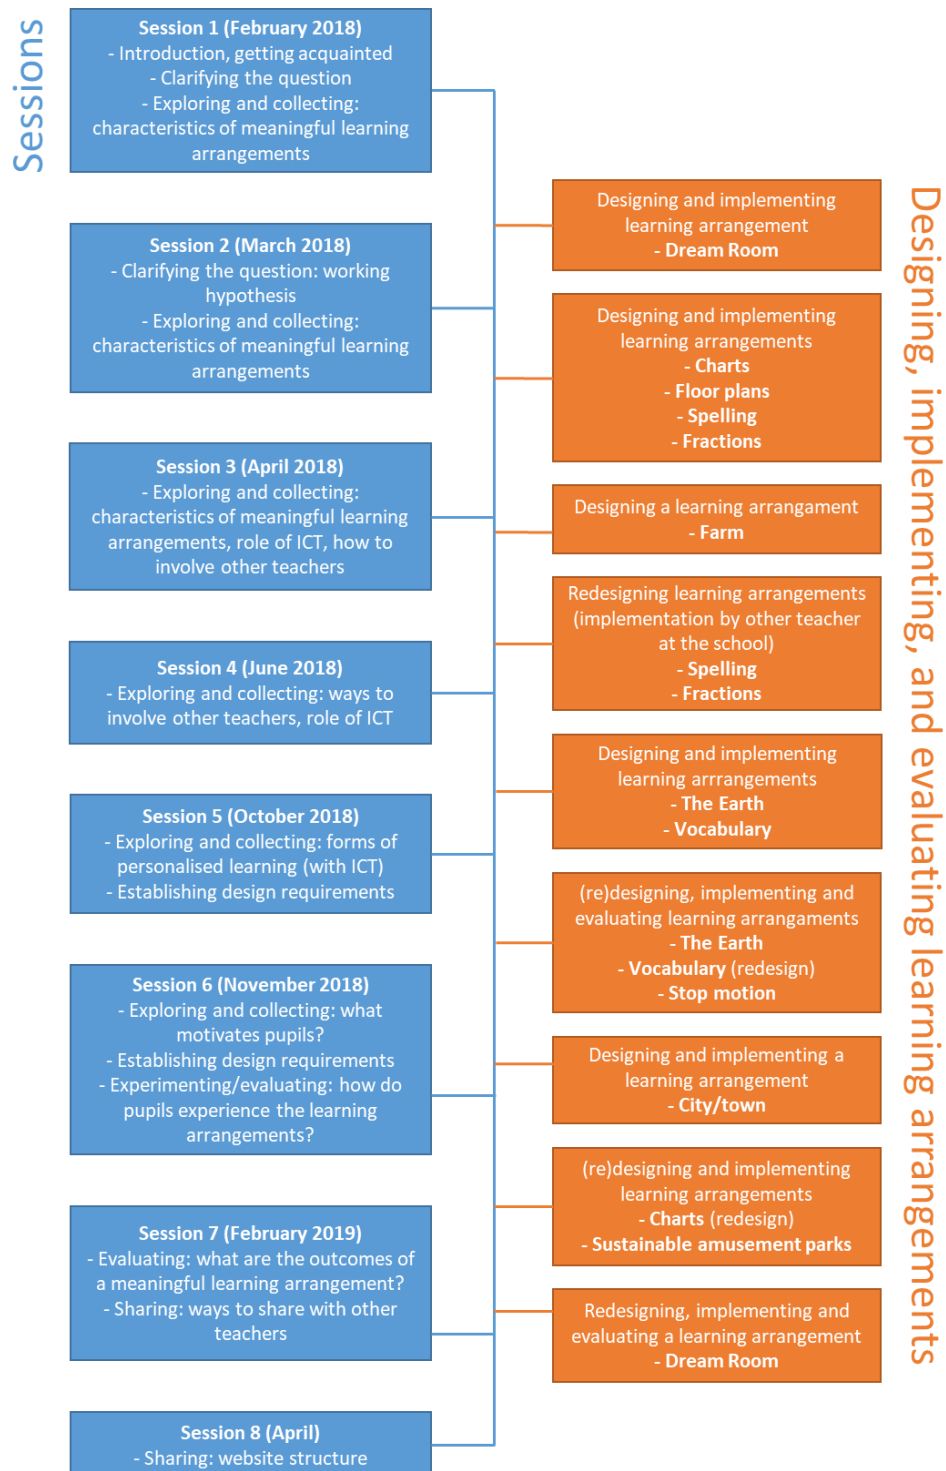 Sessions
Session 1 (February 2018)
- Introduction, getting acquainted
- Clarifying the question
- Exploring and collecting:
characteristics of meaningful learning
arrangements
Session 2 (March 2018)
- Clarifying the question: working
hypothesis
- Exploring and collecting:
characteristics of meaningful learning
arrangements
Session 3 (April 2018)
- Exploring and collecting:
characteristics of meaningful learning
arrangements, role of ICT, how to
involve other teachers
Session 4 (June 2018)
- Exploring and collecting: ways to
involve other teachers, role of ICT
Session 5 (October 2018)
- Exploring and collecting: forms of
personalised learning (with ICT)
- Establishing design requirements
Session 6 (November 2018)
- Exploring and collecting: what
motivates pupils?
- Establishing design requirements
- Experimenting/evaluating: how do
pupils experience the learning
arrangements?
Session 7 (February 2019)
- Evaluating: what are the outcomes of
a meaningful learning arrangement?
- Sharing: ways to share with other
teachers
Session 8 (April)
- Sharing: website structure
Designing and implementing
learning arrangement
- Dream Room
Designing and implementing
learning arrangements
- Charts
- Floor plans
- Spelling
- Fractions
Designing a learning arrangament
- Farm
Redesigning learning arrangements
(implementation by other teacher
at the school)
- Spelling
- Fractions
Designing and implementing
learning arrrangements
- The Earth
- Vocabulary
(re)designing, implementing and
evaluating learning arrangaments
- The Earth
- Vocabulary (redesign)
- Stop motion
Designing and implementing a
learning arrangement
- City/town
(re)designing and implementing
learning arrangements
- Charts (redesign)
- Sustainable amusement parks
Redesigning, implementing and
evaluating a learning arrangement
- Dream Room
Designing, implementing, and evaluating learning arrangements